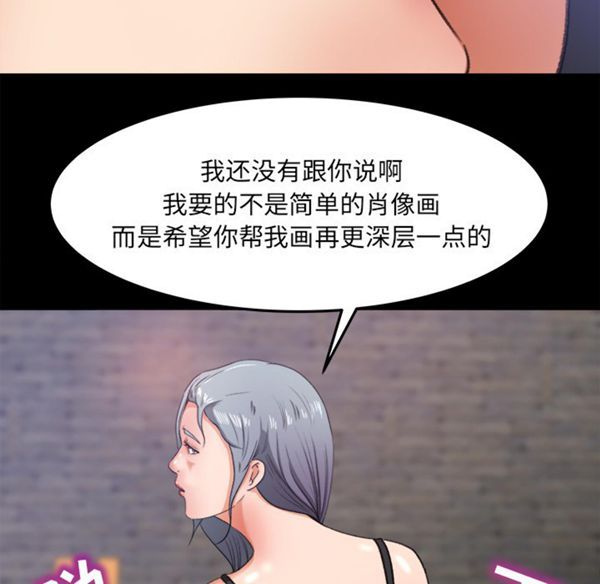 我还没有跟你说啊
我要的不是简单的肖像画
而是希望你帮我画再更深层一点的